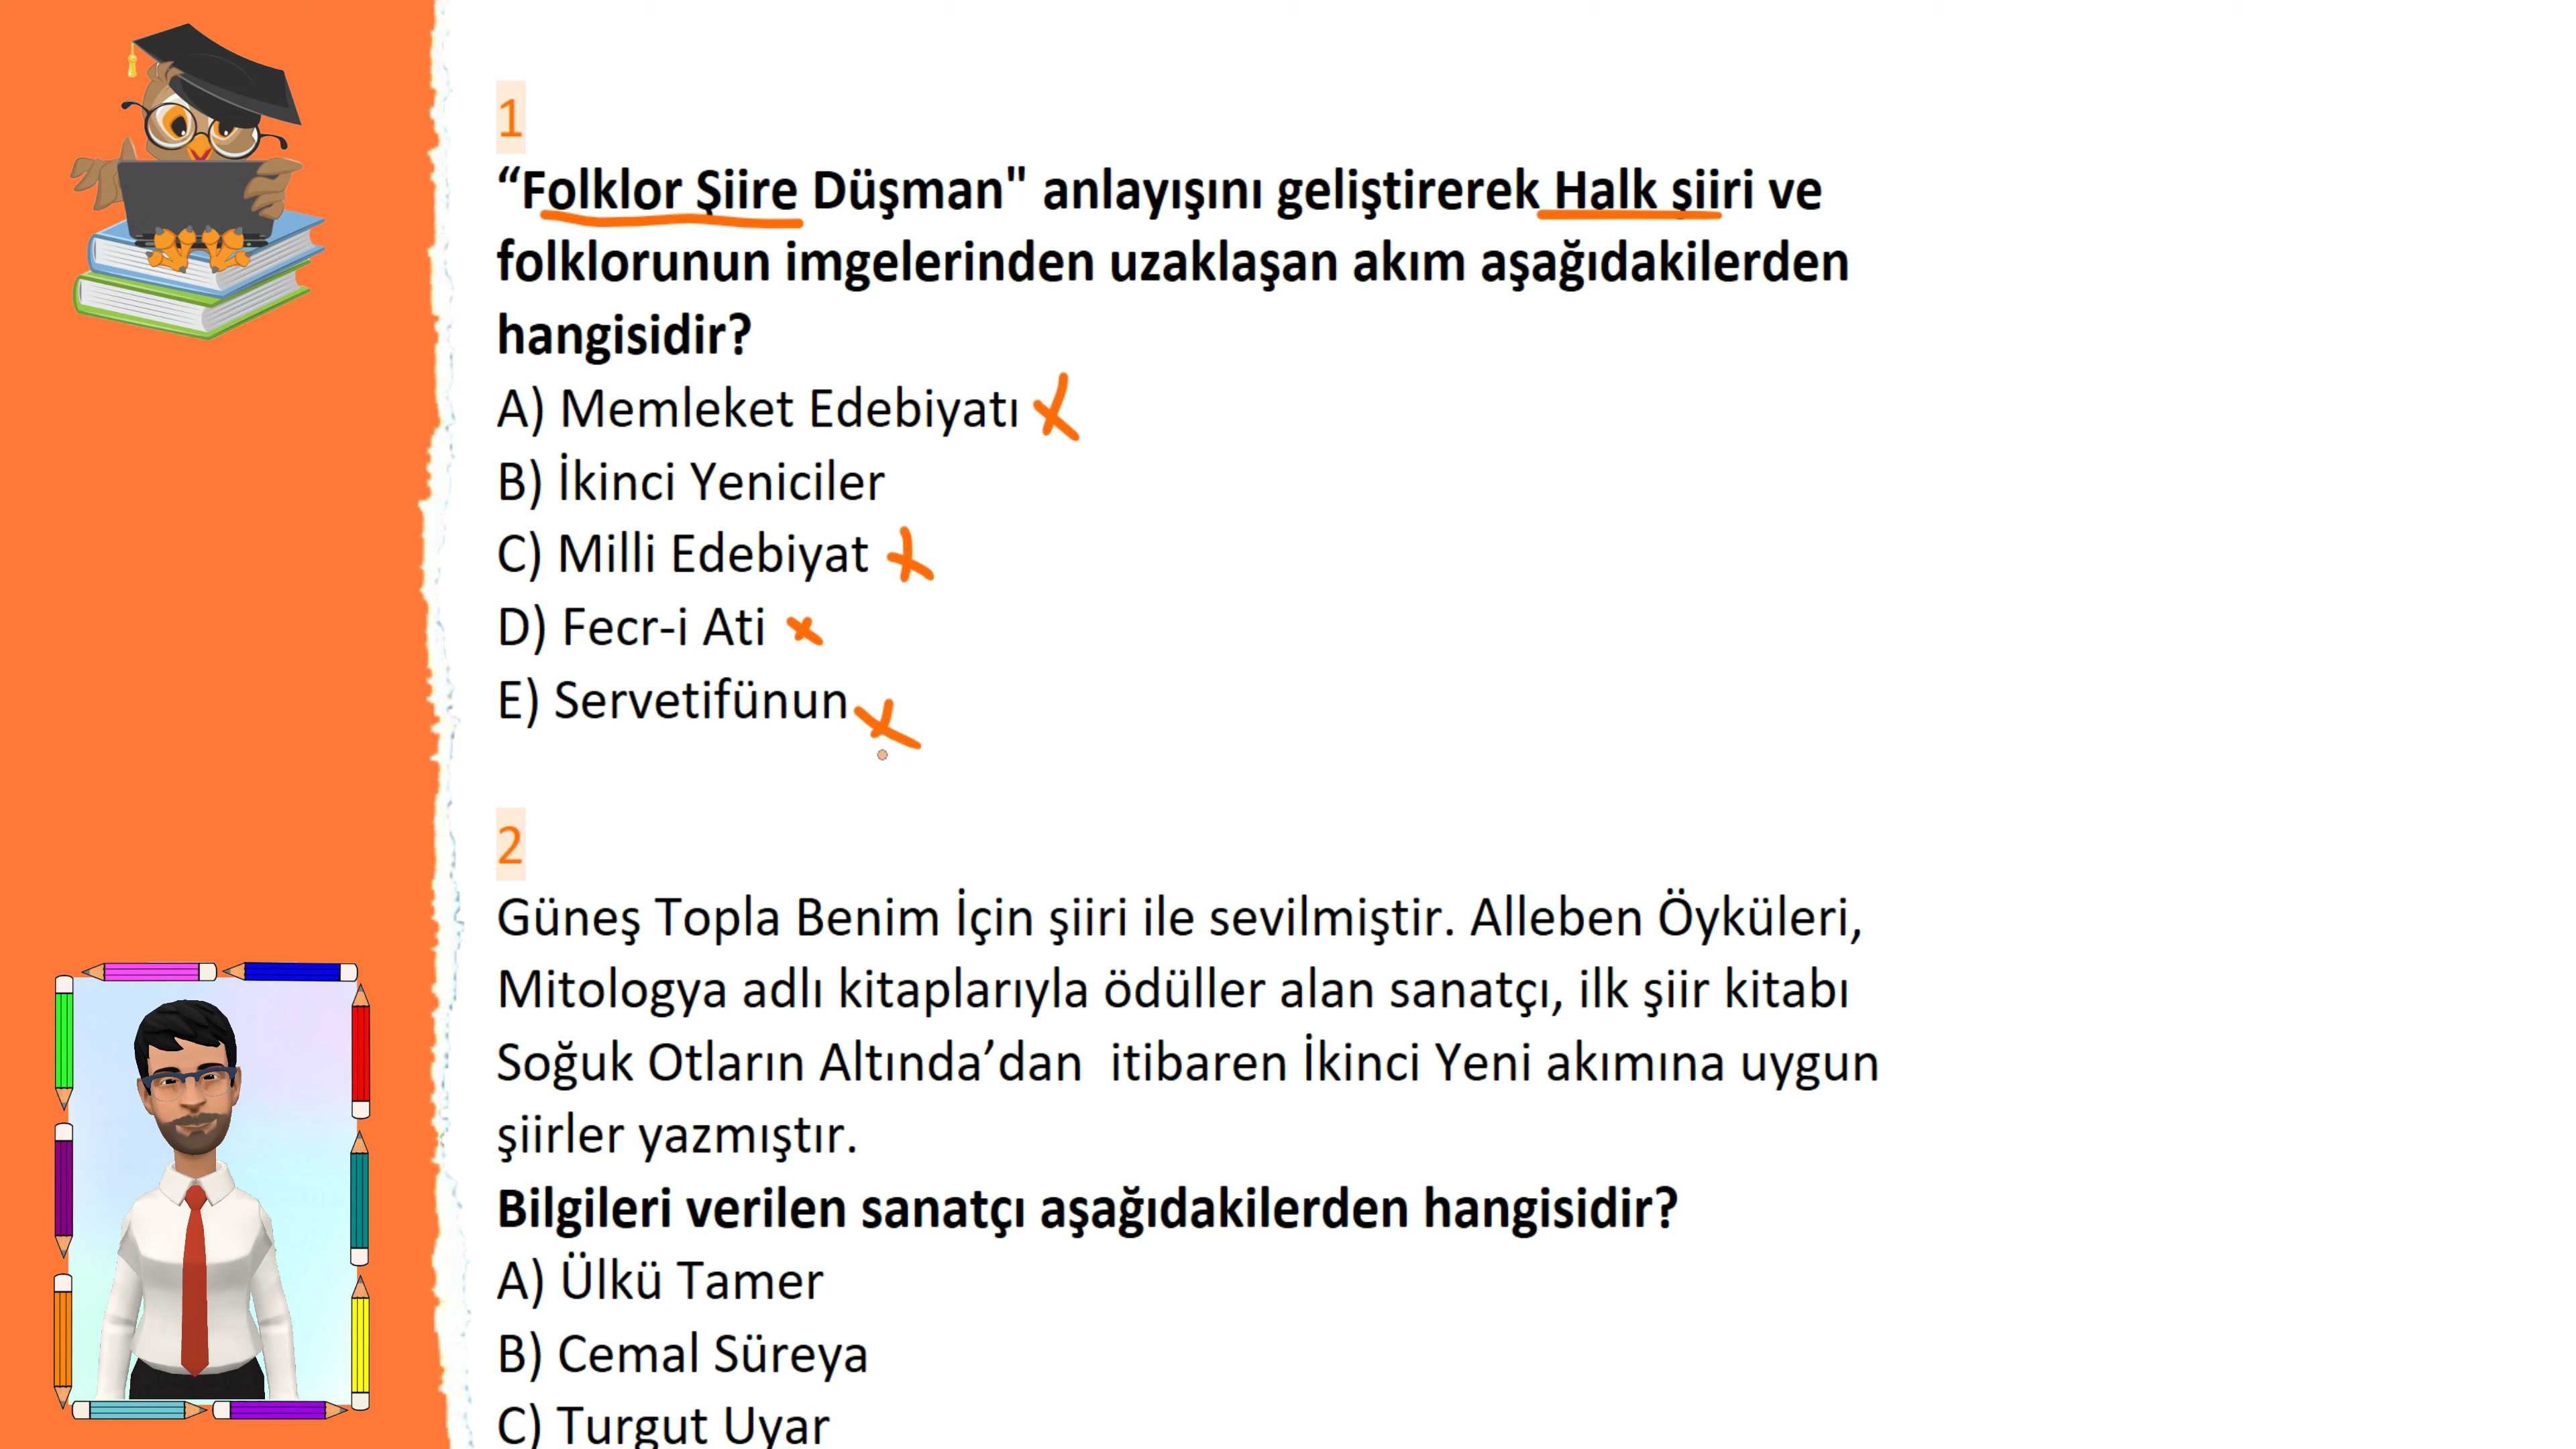 1
“Folklor Şiire Düşman" anlayışını geliştirerek Halk şiiri ve
folklorunun imgelerinden uzaklaşan akım aşağıdakilerden
hangisidir?
A) Memleket Edebiyatı
B) İkinci Yeniciler
C) Milli Edebiyat
D) Fecr-i Ati
E) Servetifünun
2
Güneş Topla Benim İçin şiiri ile sevilmiştir. Alleben Öyküleri,
Mitologya adlı kitaplarıyla ödüller alan sanatçı, ilk şiir kitabı
Soğuk Otların Altında’dan  itibaren İkinci Yeni akımına uygun
şiirler yazmıştır.
Bilgileri verilen sanatçı aşağıdakilerden hangisidir?
A) Ülkü Tamer
B) Cemal Süreya
C) Turgut Uyar